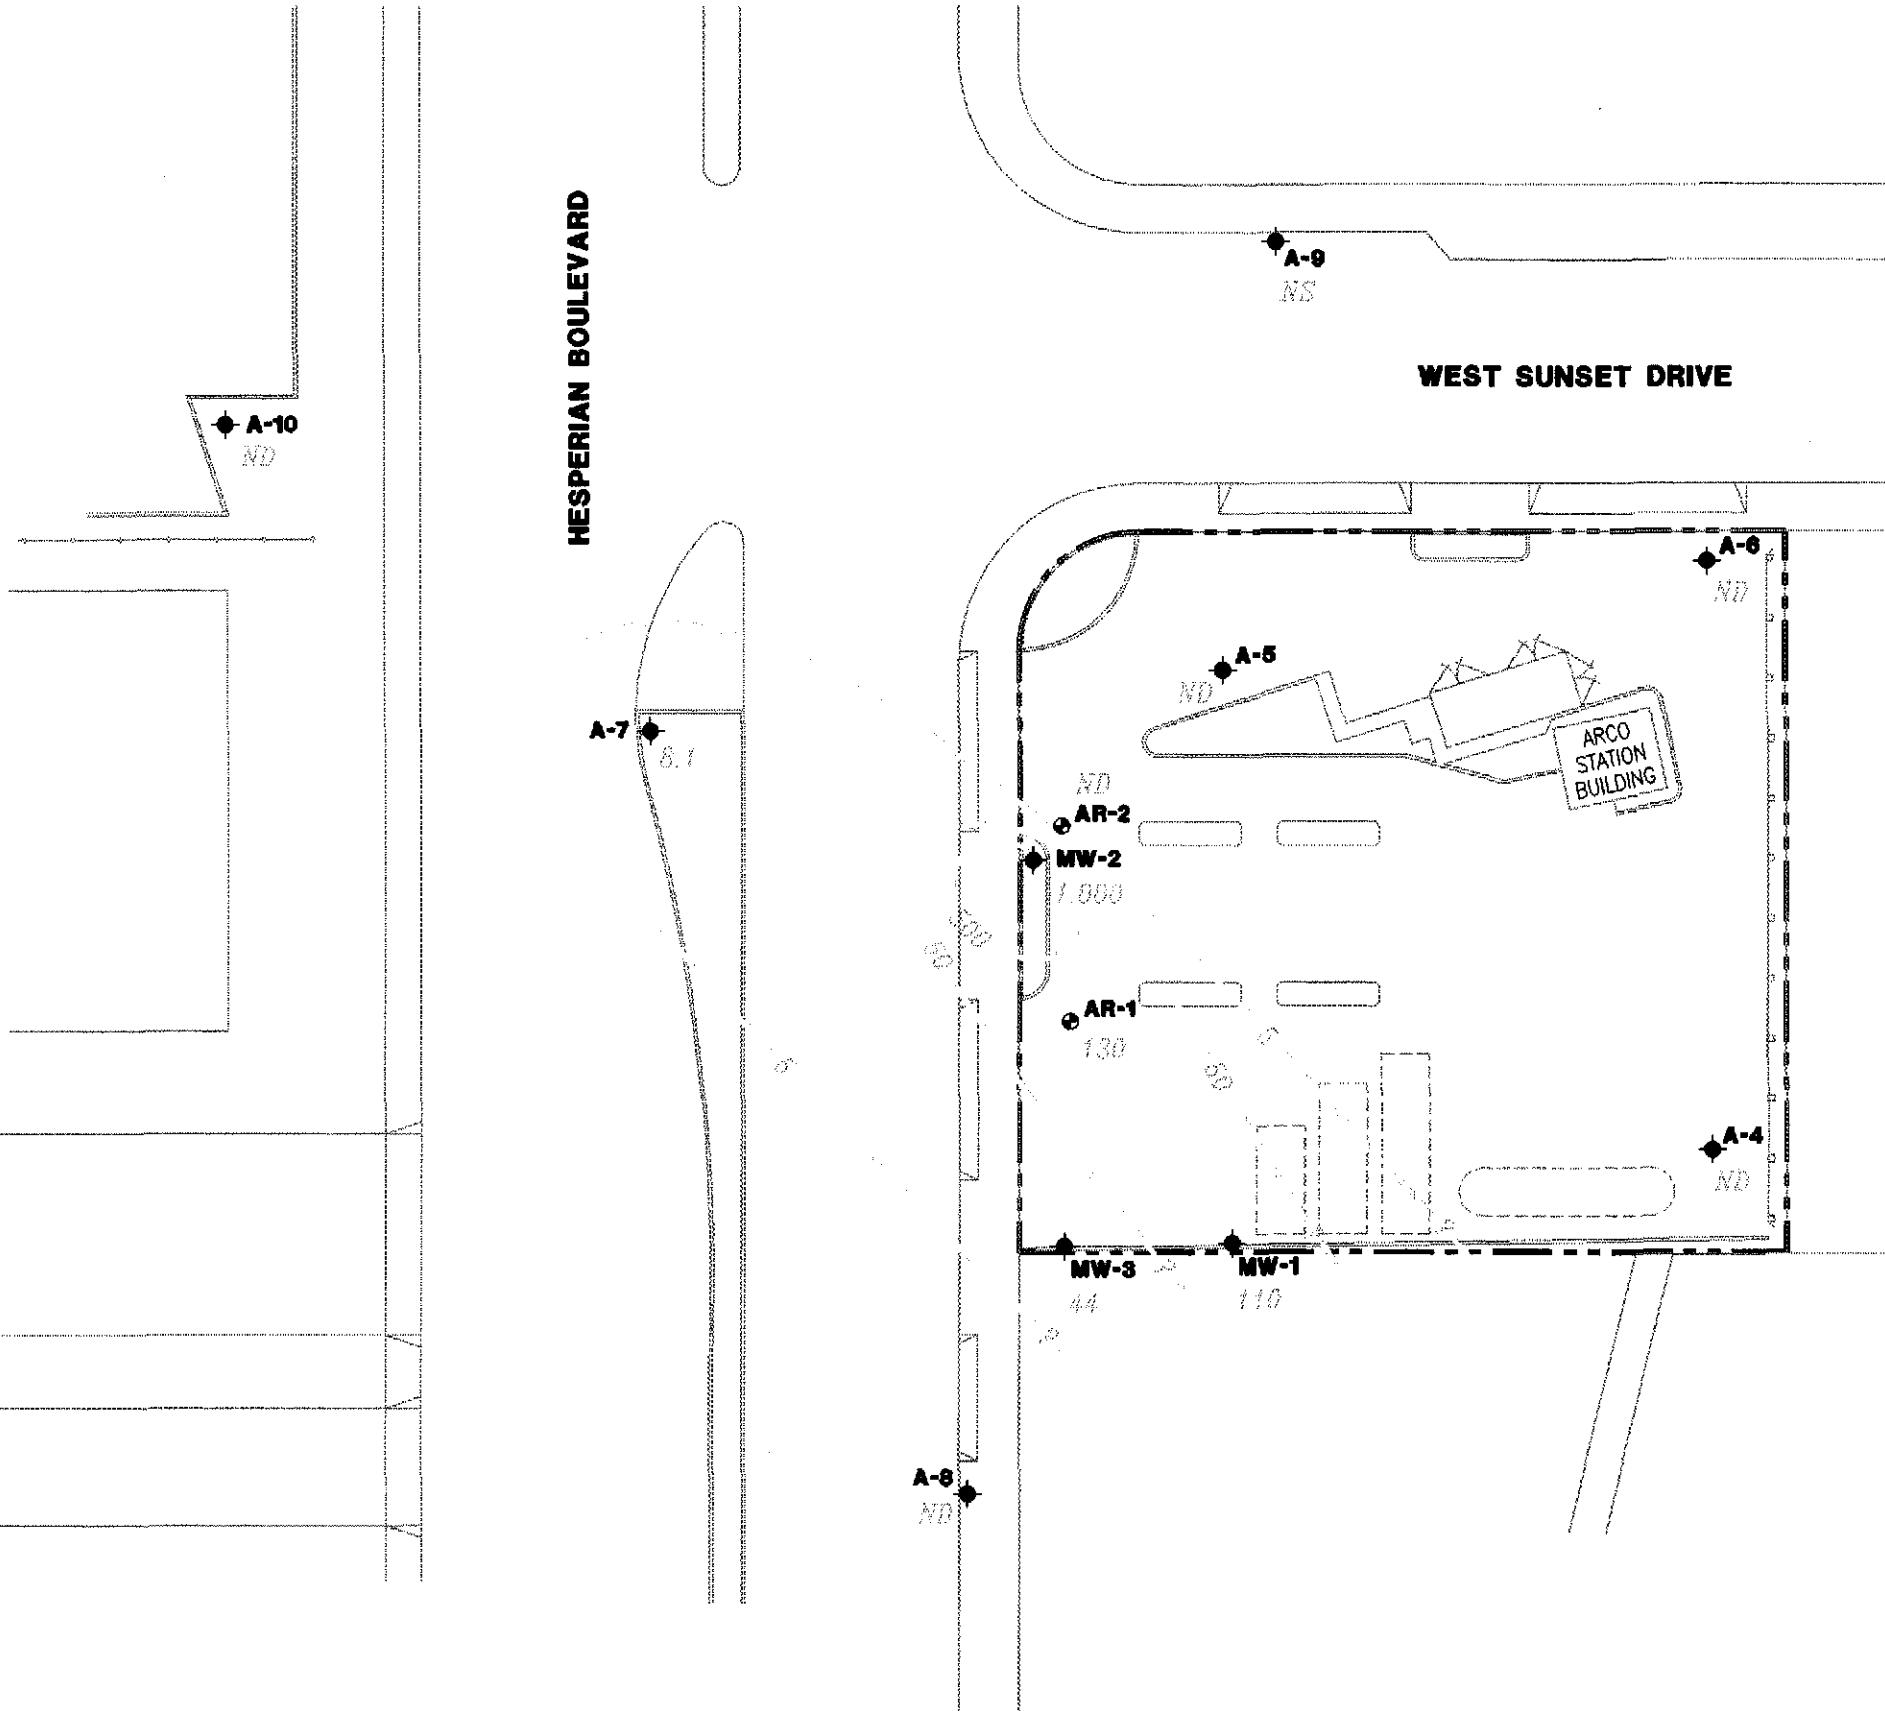 HESPERIAN BOULEVARD
A-9
NS
WEST SUNSET DRIVE
A-10
ND
A-6
ND
A-5
ND
A-7
8.1
ARCO
STATION
BUILDING
ND
AR-2
MW-2
1,000
AR-1
130
A-4
ND
MW-3
44
MW-1
110
A-8
ND